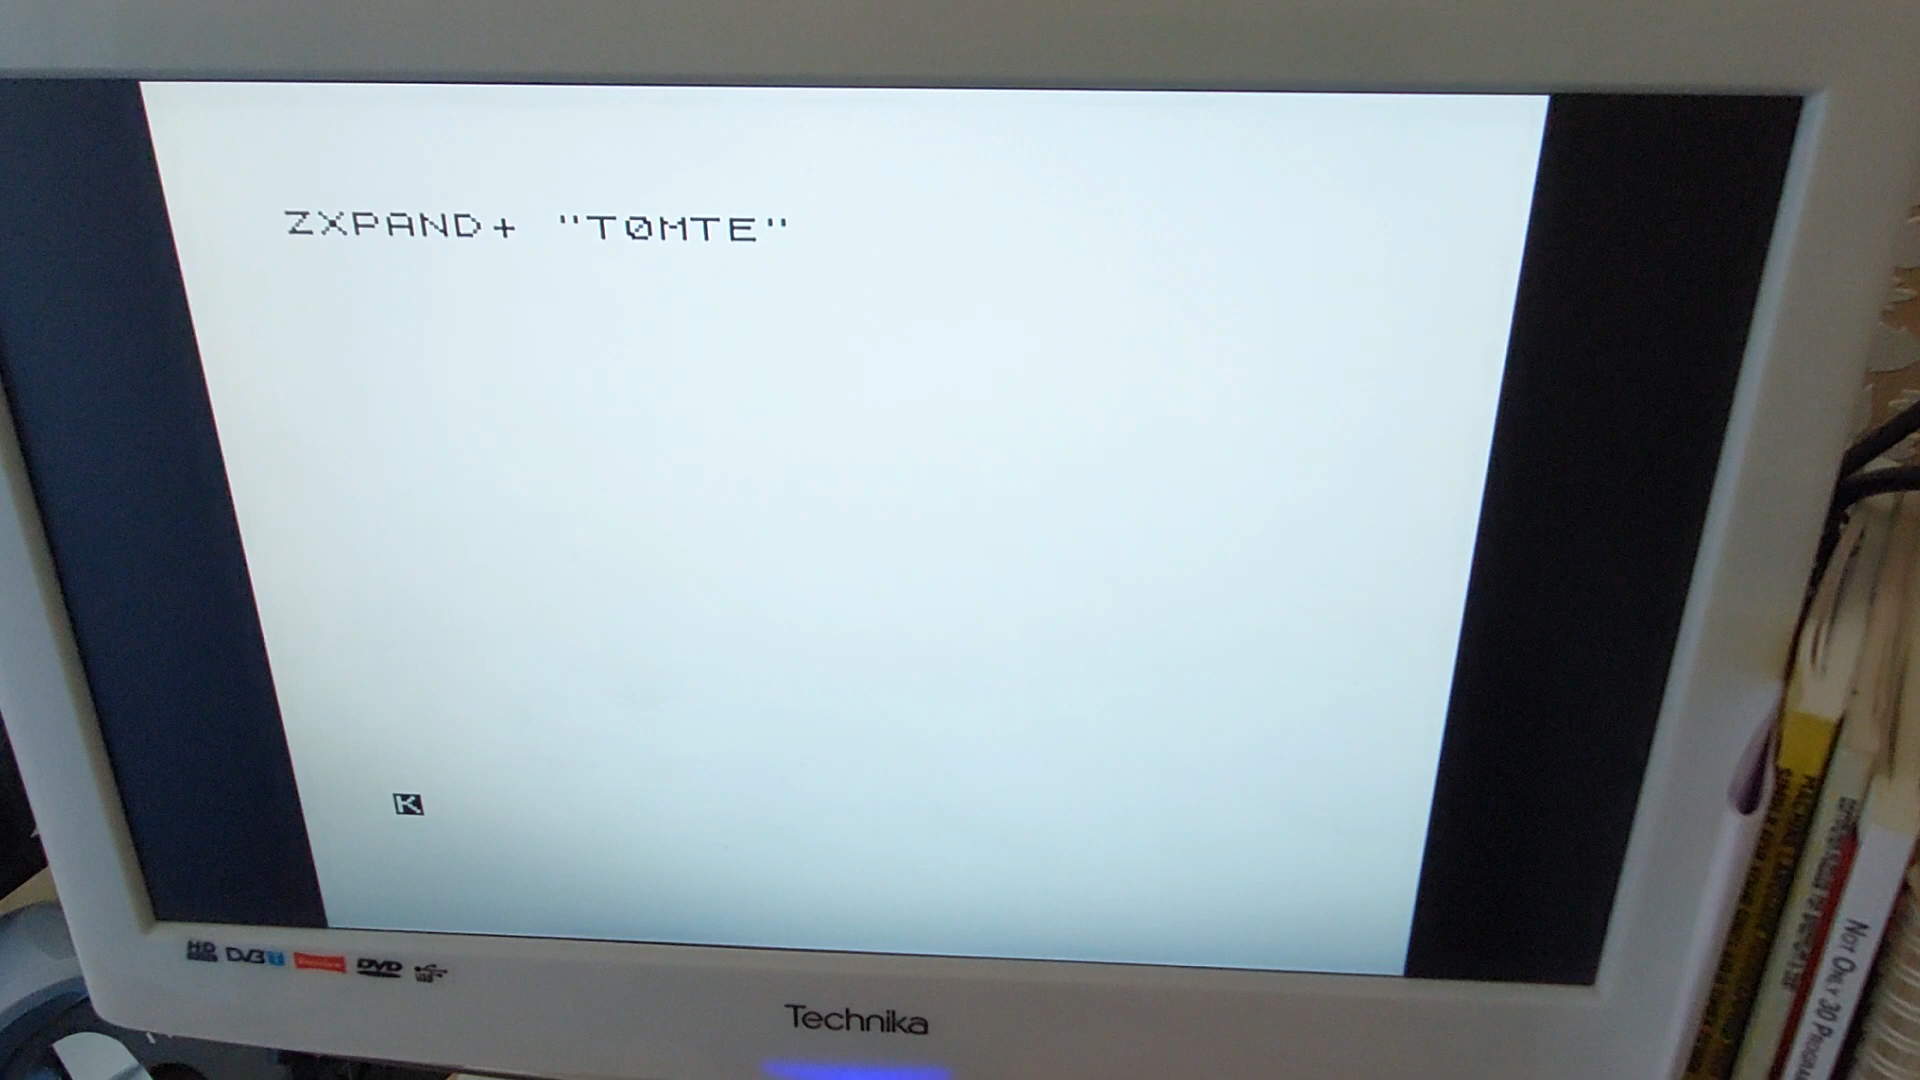 ZXPAND+ "TØMTE"
K
HD DVB T DVD
Technika
NOT ONLY 30 PROGRAMS